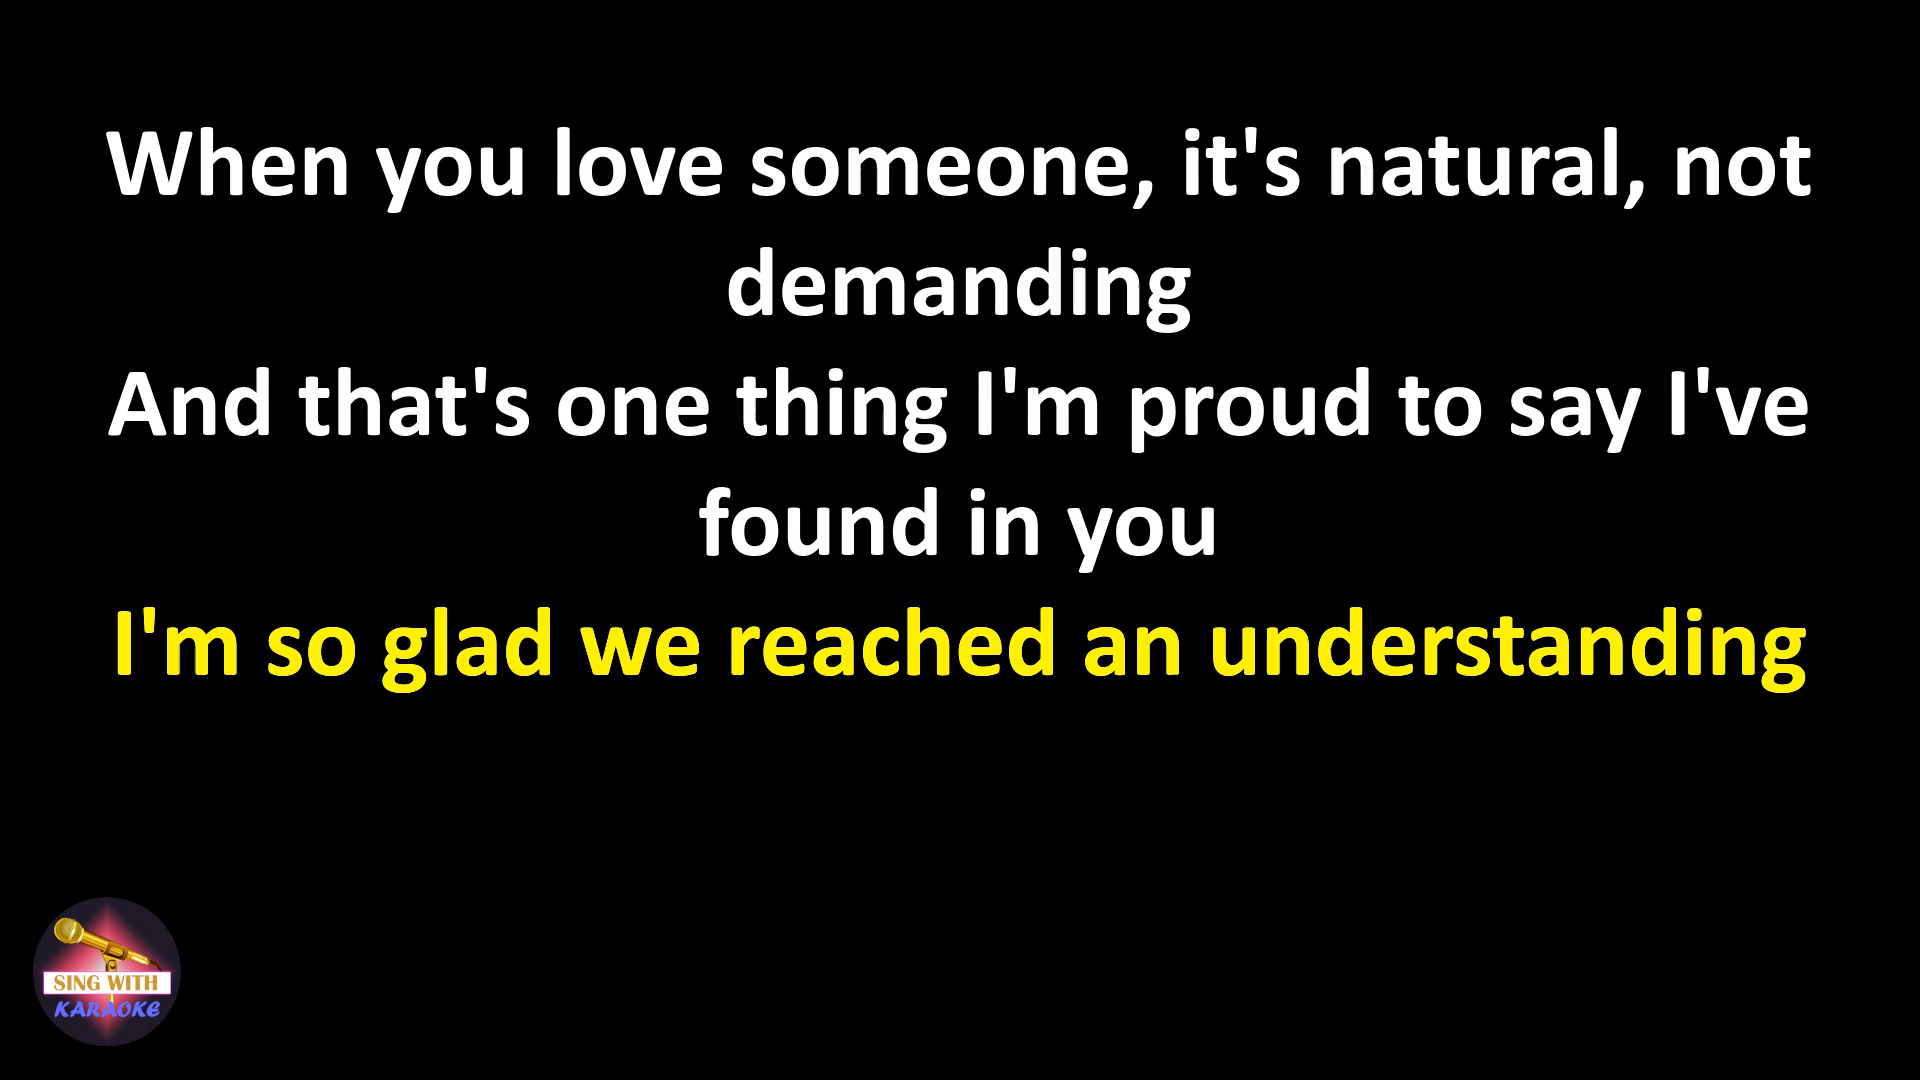 When you love someone, it's natural, not
demanding
And that's one thing I'm proud to say I've
found in you
I'm so glad we reached an understanding
SING WITH
KARAOKE